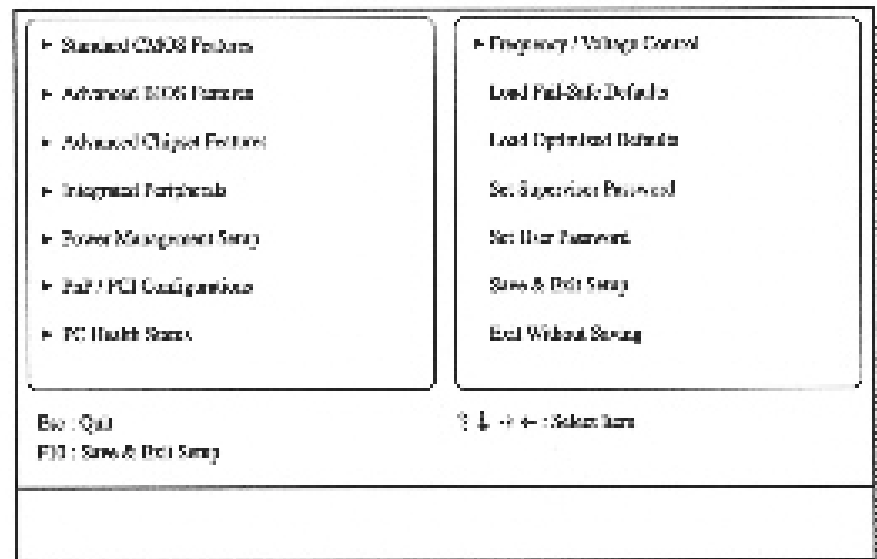 ▸ Standard CMOS Features
▸ Advanced BIOS Features
▸ Advanced Chipset Features
▸ Integrated Peripherals
▸ Power Management Setup
▸ PnP / PCI Configurations
▸ PC Health Status
▸ Frequency / Voltage Control
Load Fail-Safe Defaults
Load Optimized Defaults
Set Supervisor Password
Set User Password
Save & Exit Setup
Exit Without Saving
Esc : Quit
F10 : Save & Exit Setup
↑ ↓ → ← : Select Item